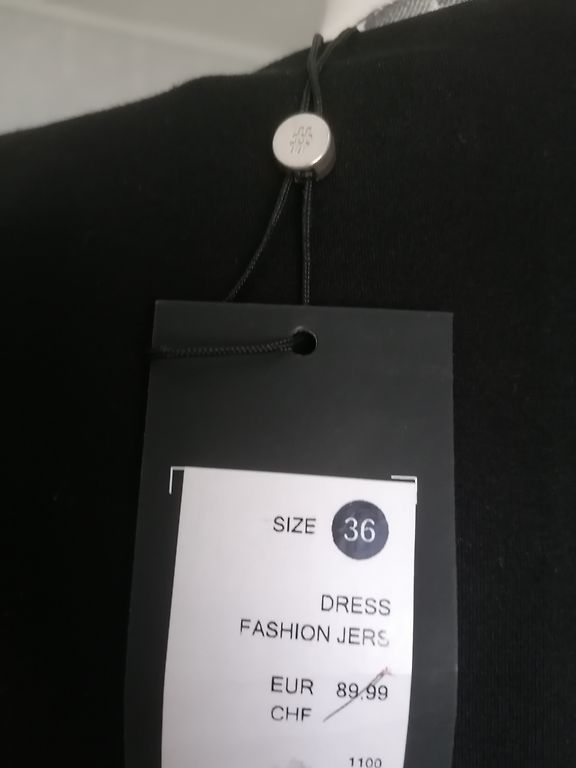 SIZE 36
DRESS
FASHION JERS
EUR 89.99
CHF
1100